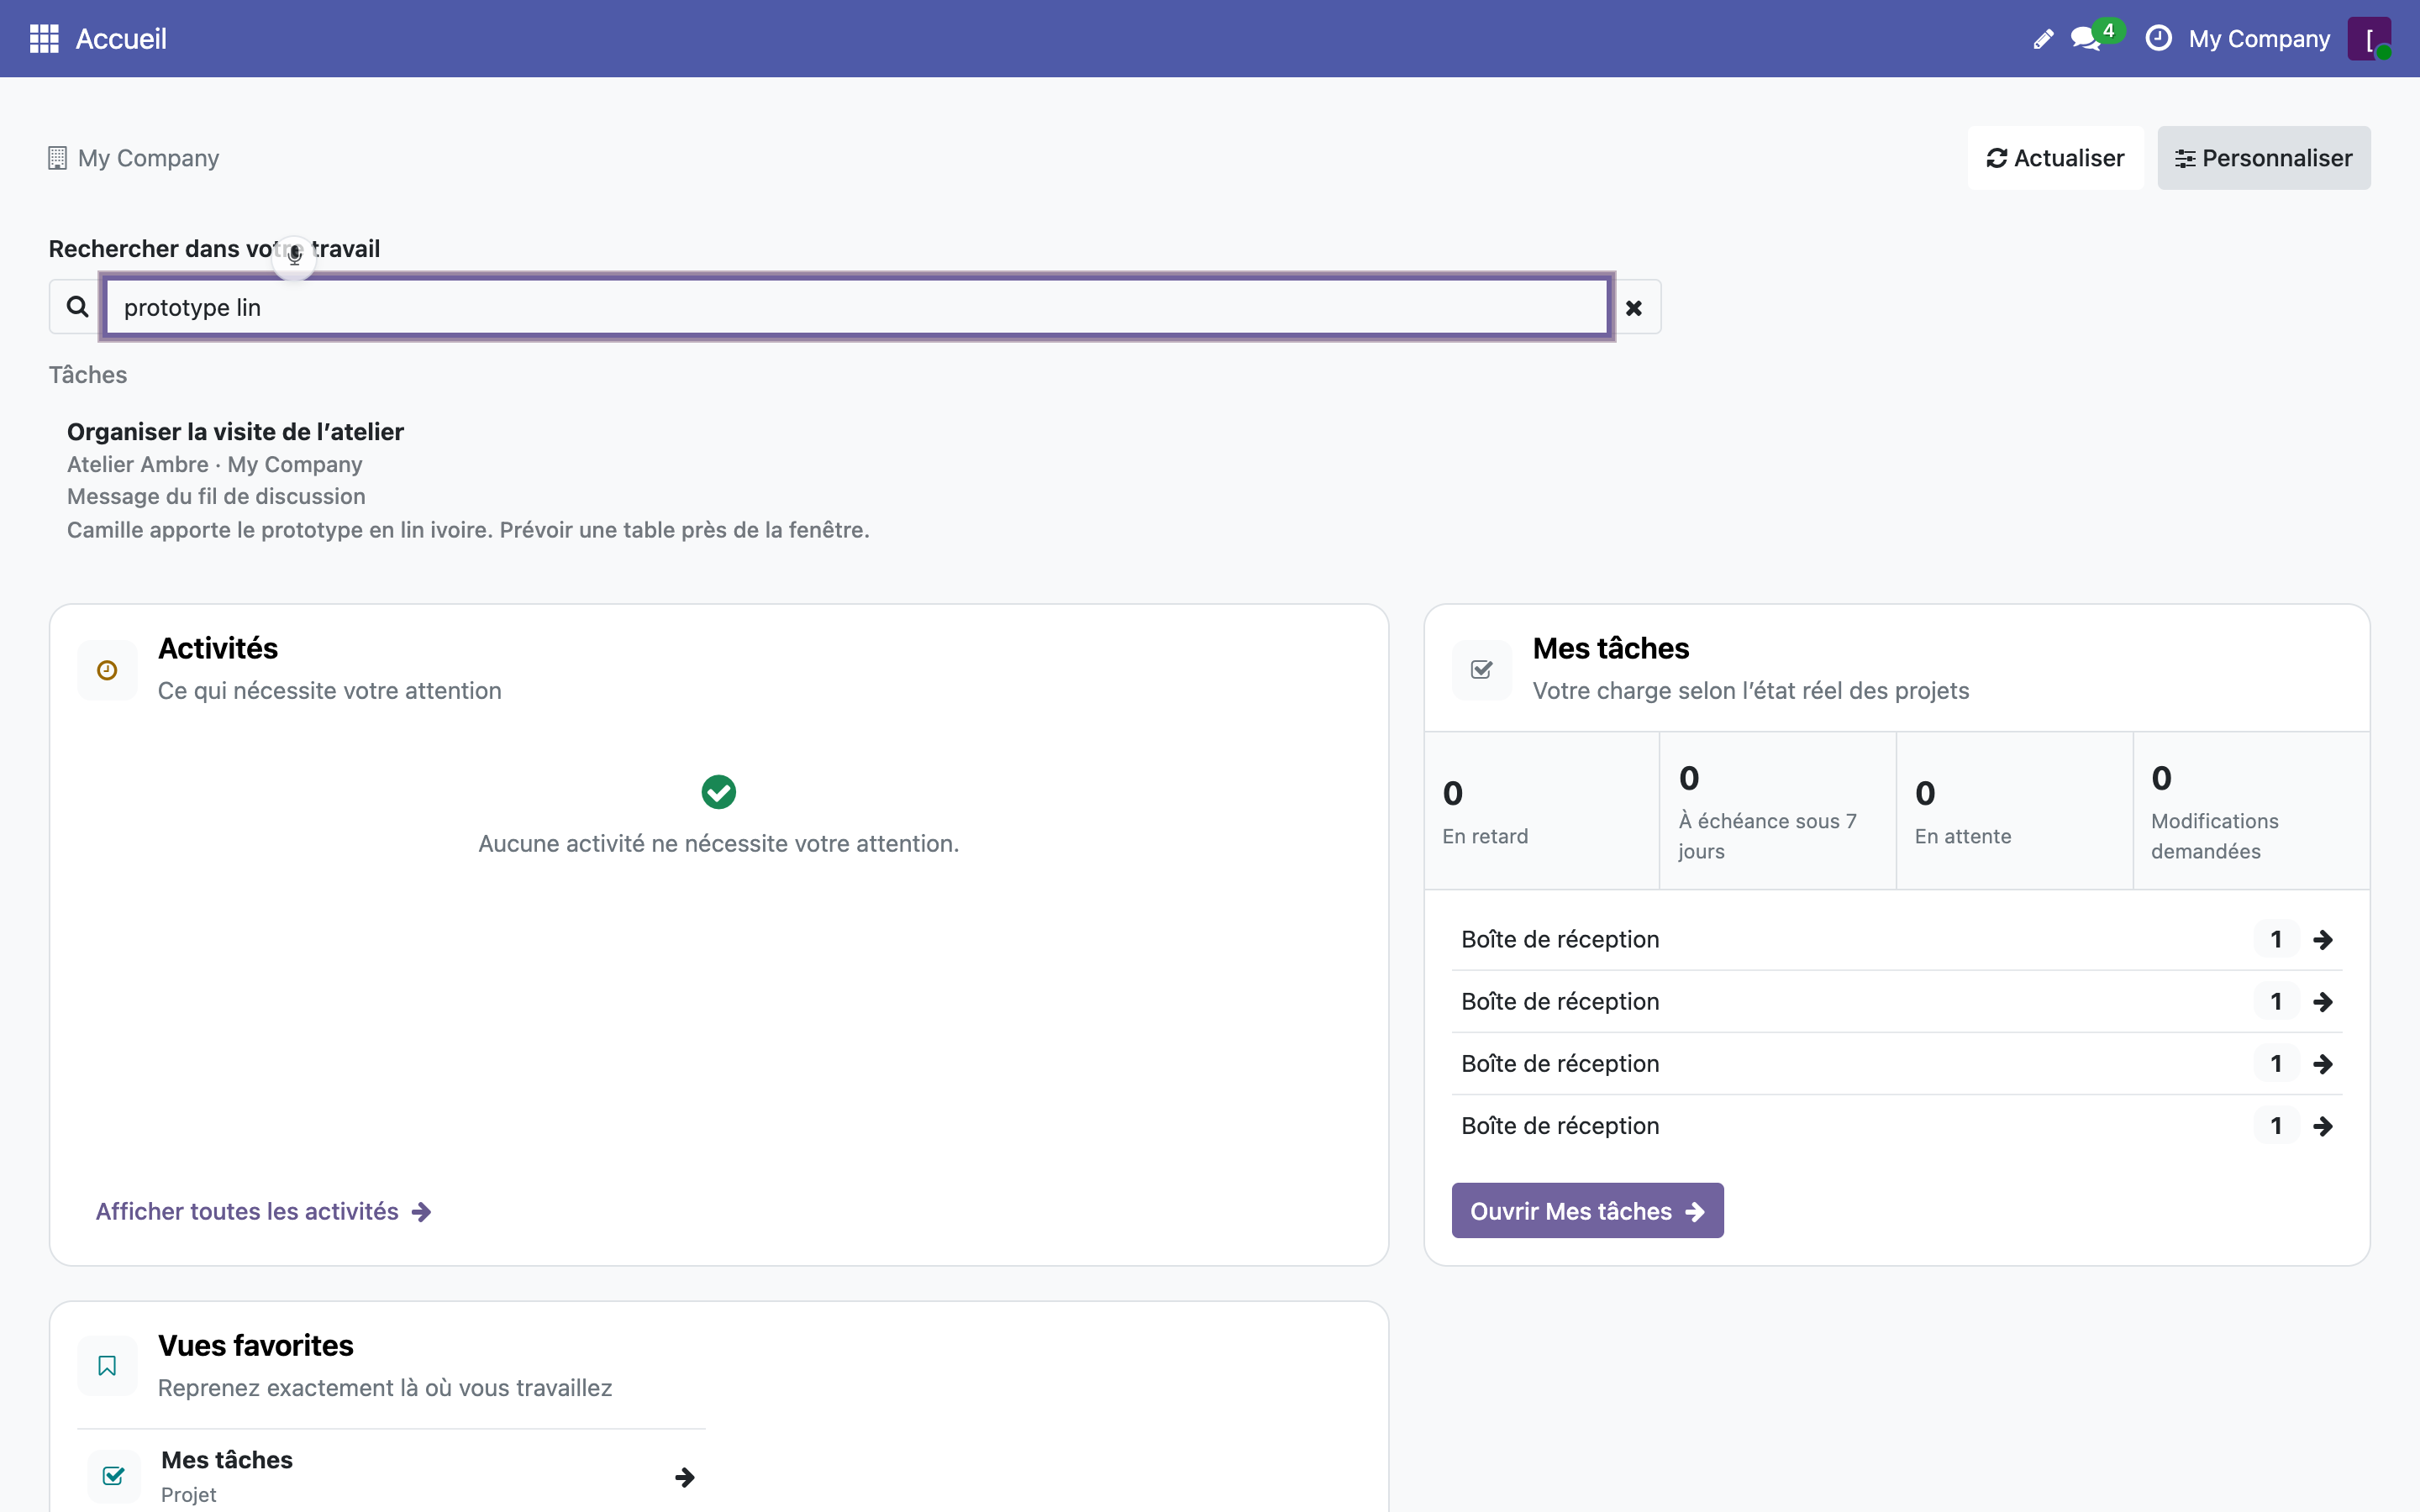 Accueil
4
My Company
[
My Company
Actualiser
Personnaliser
Rechercher dans votre travail
prototype lin
Tâches
Organiser la visite de l’atelier
Atelier Ambre · My Company
Message du fil de discussion
Camille apporte le prototype en lin ivoire. Prévoir une table près de la fenêtre.
Activités
Ce qui nécessite votre attention
Aucune activité ne nécessite votre attention.
Afficher toutes les activités
Mes tâches
Votre charge selon l’état réel des projets
0
En retard
0
À échéance sous 7
jours
0
En attente
0
Modifications
demandées
Boîte de réception 1
Boîte de réception 1
Boîte de réception 1
Boîte de réception 1
Ouvrir Mes tâches
Vues favorites
Reprenez exactement là où vous travaillez
Mes tâches
Projet